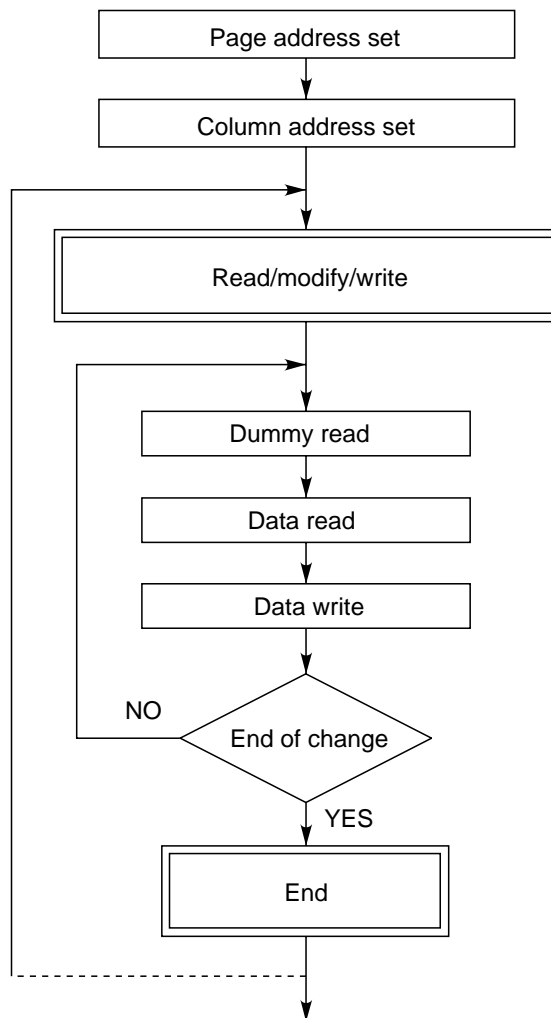 Page address set
Column address set
Read/modify/write
Dummy read
Data read
Data write
NO
End of change
YES
End